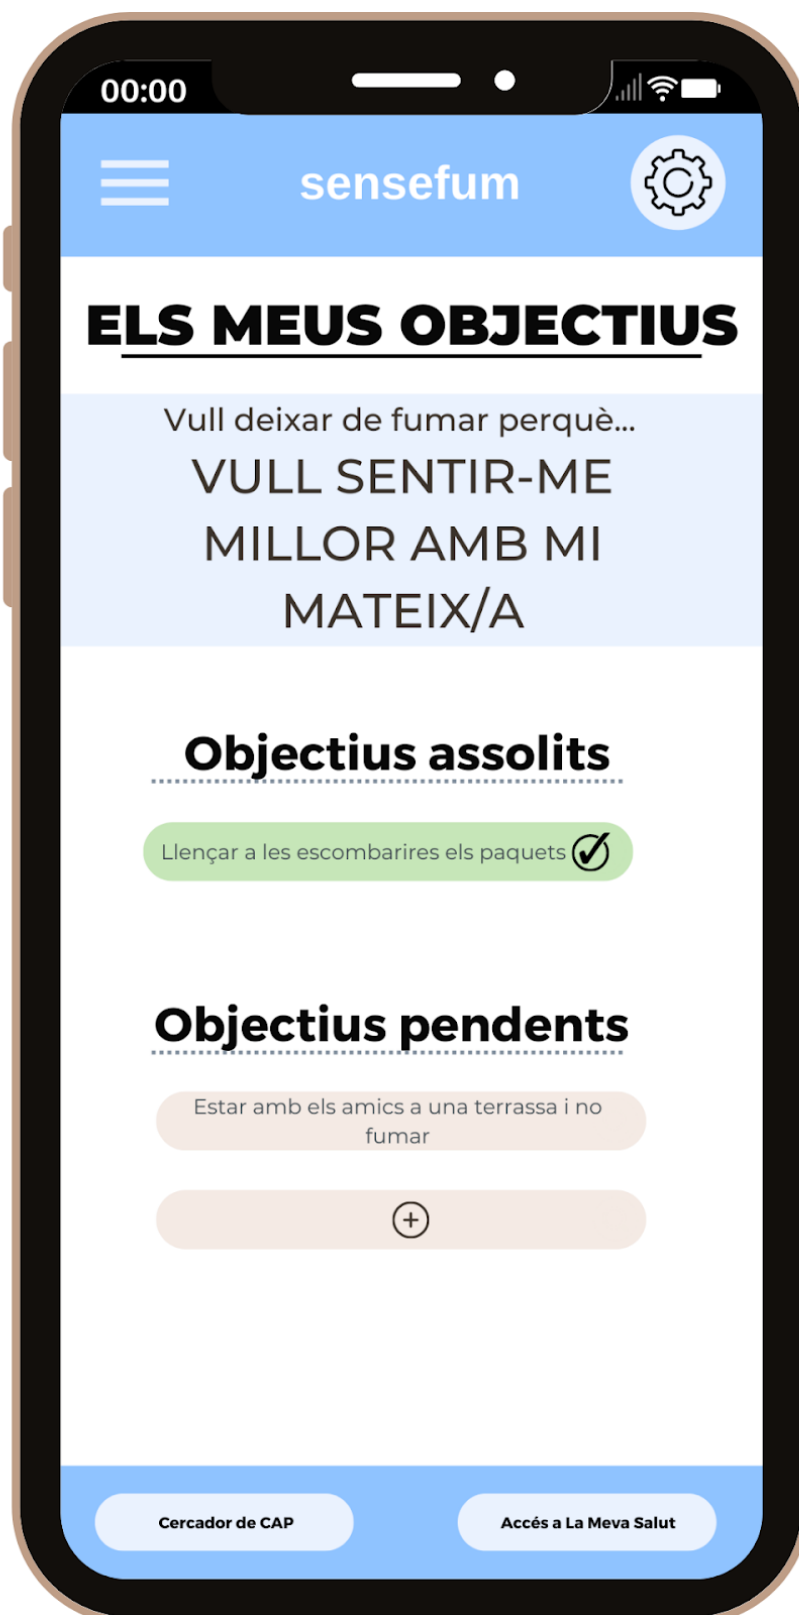 00:00
sensefum
ELS MEUS OBJECTIUS
Vull deixar de fumar perquè...
VULL SENTIR-ME
MILLOR AMB MI
MATEIX/A
Objectius assolits
Llençar a les escombarires els paquets
Objectius pendents
Estar amb els amics a una terrassa i no
fumar
Cercador de CAP
Accés a La Meva Salut